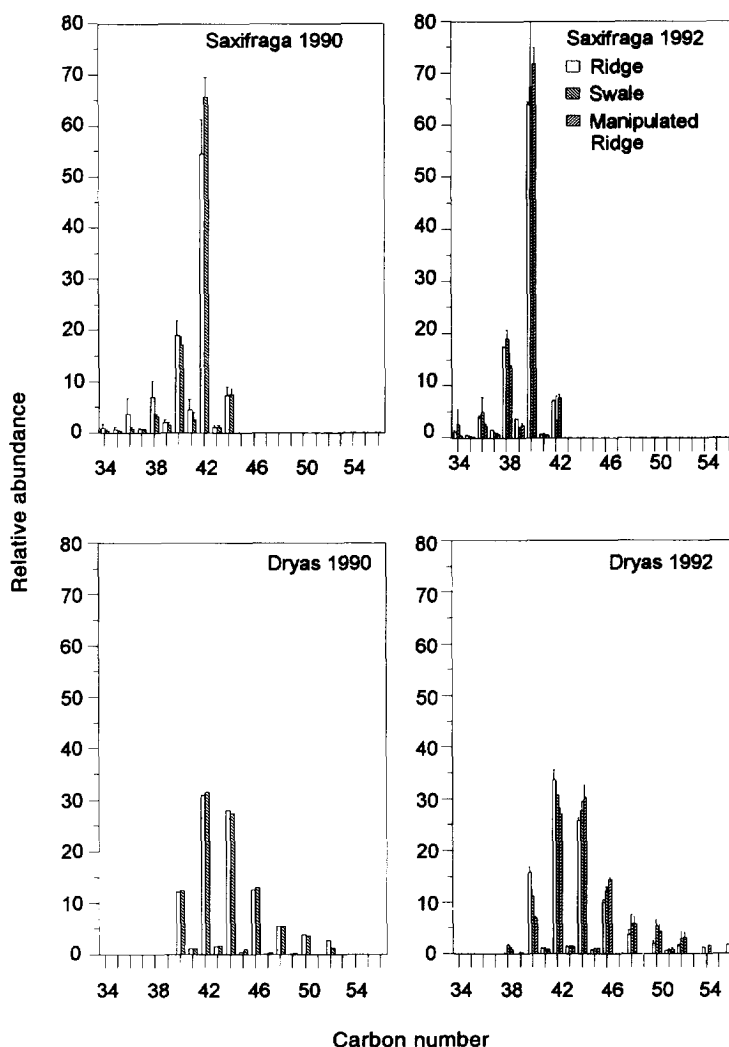 Saxifraga 1990
80
70
60
50
40
30
20
10
0
34 38 42 46 50 54
Saxifraga 1992
Ridge
Swale
Manipulated
Ridge
80
70
60
50
40
30
20
10
0
34 38 42 46 50 54
Relative abundance
Dryas 1990
80
70
60
50
40
30
20
10
0
34 38 42 46 50 54
Dryas 1992
80
70
60
50
40
30
20
10
0
34 38 42 46 50 54
Carbon number